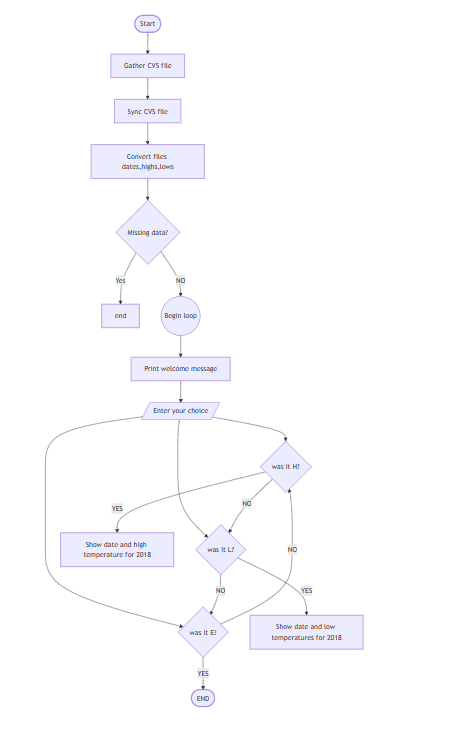 Start
Gather CVS file
Sync CVS file
Convert files
dates,highs,lows
Missing data?
Yes
NO
end
Begin loop
Print welcome message
Enter your choice
was it H?
YES
NO
Show date and high
temperature for 2018
was it L?
NO
NO
YES
was it E?
Show date and low
temperatures for 2018
YES
END